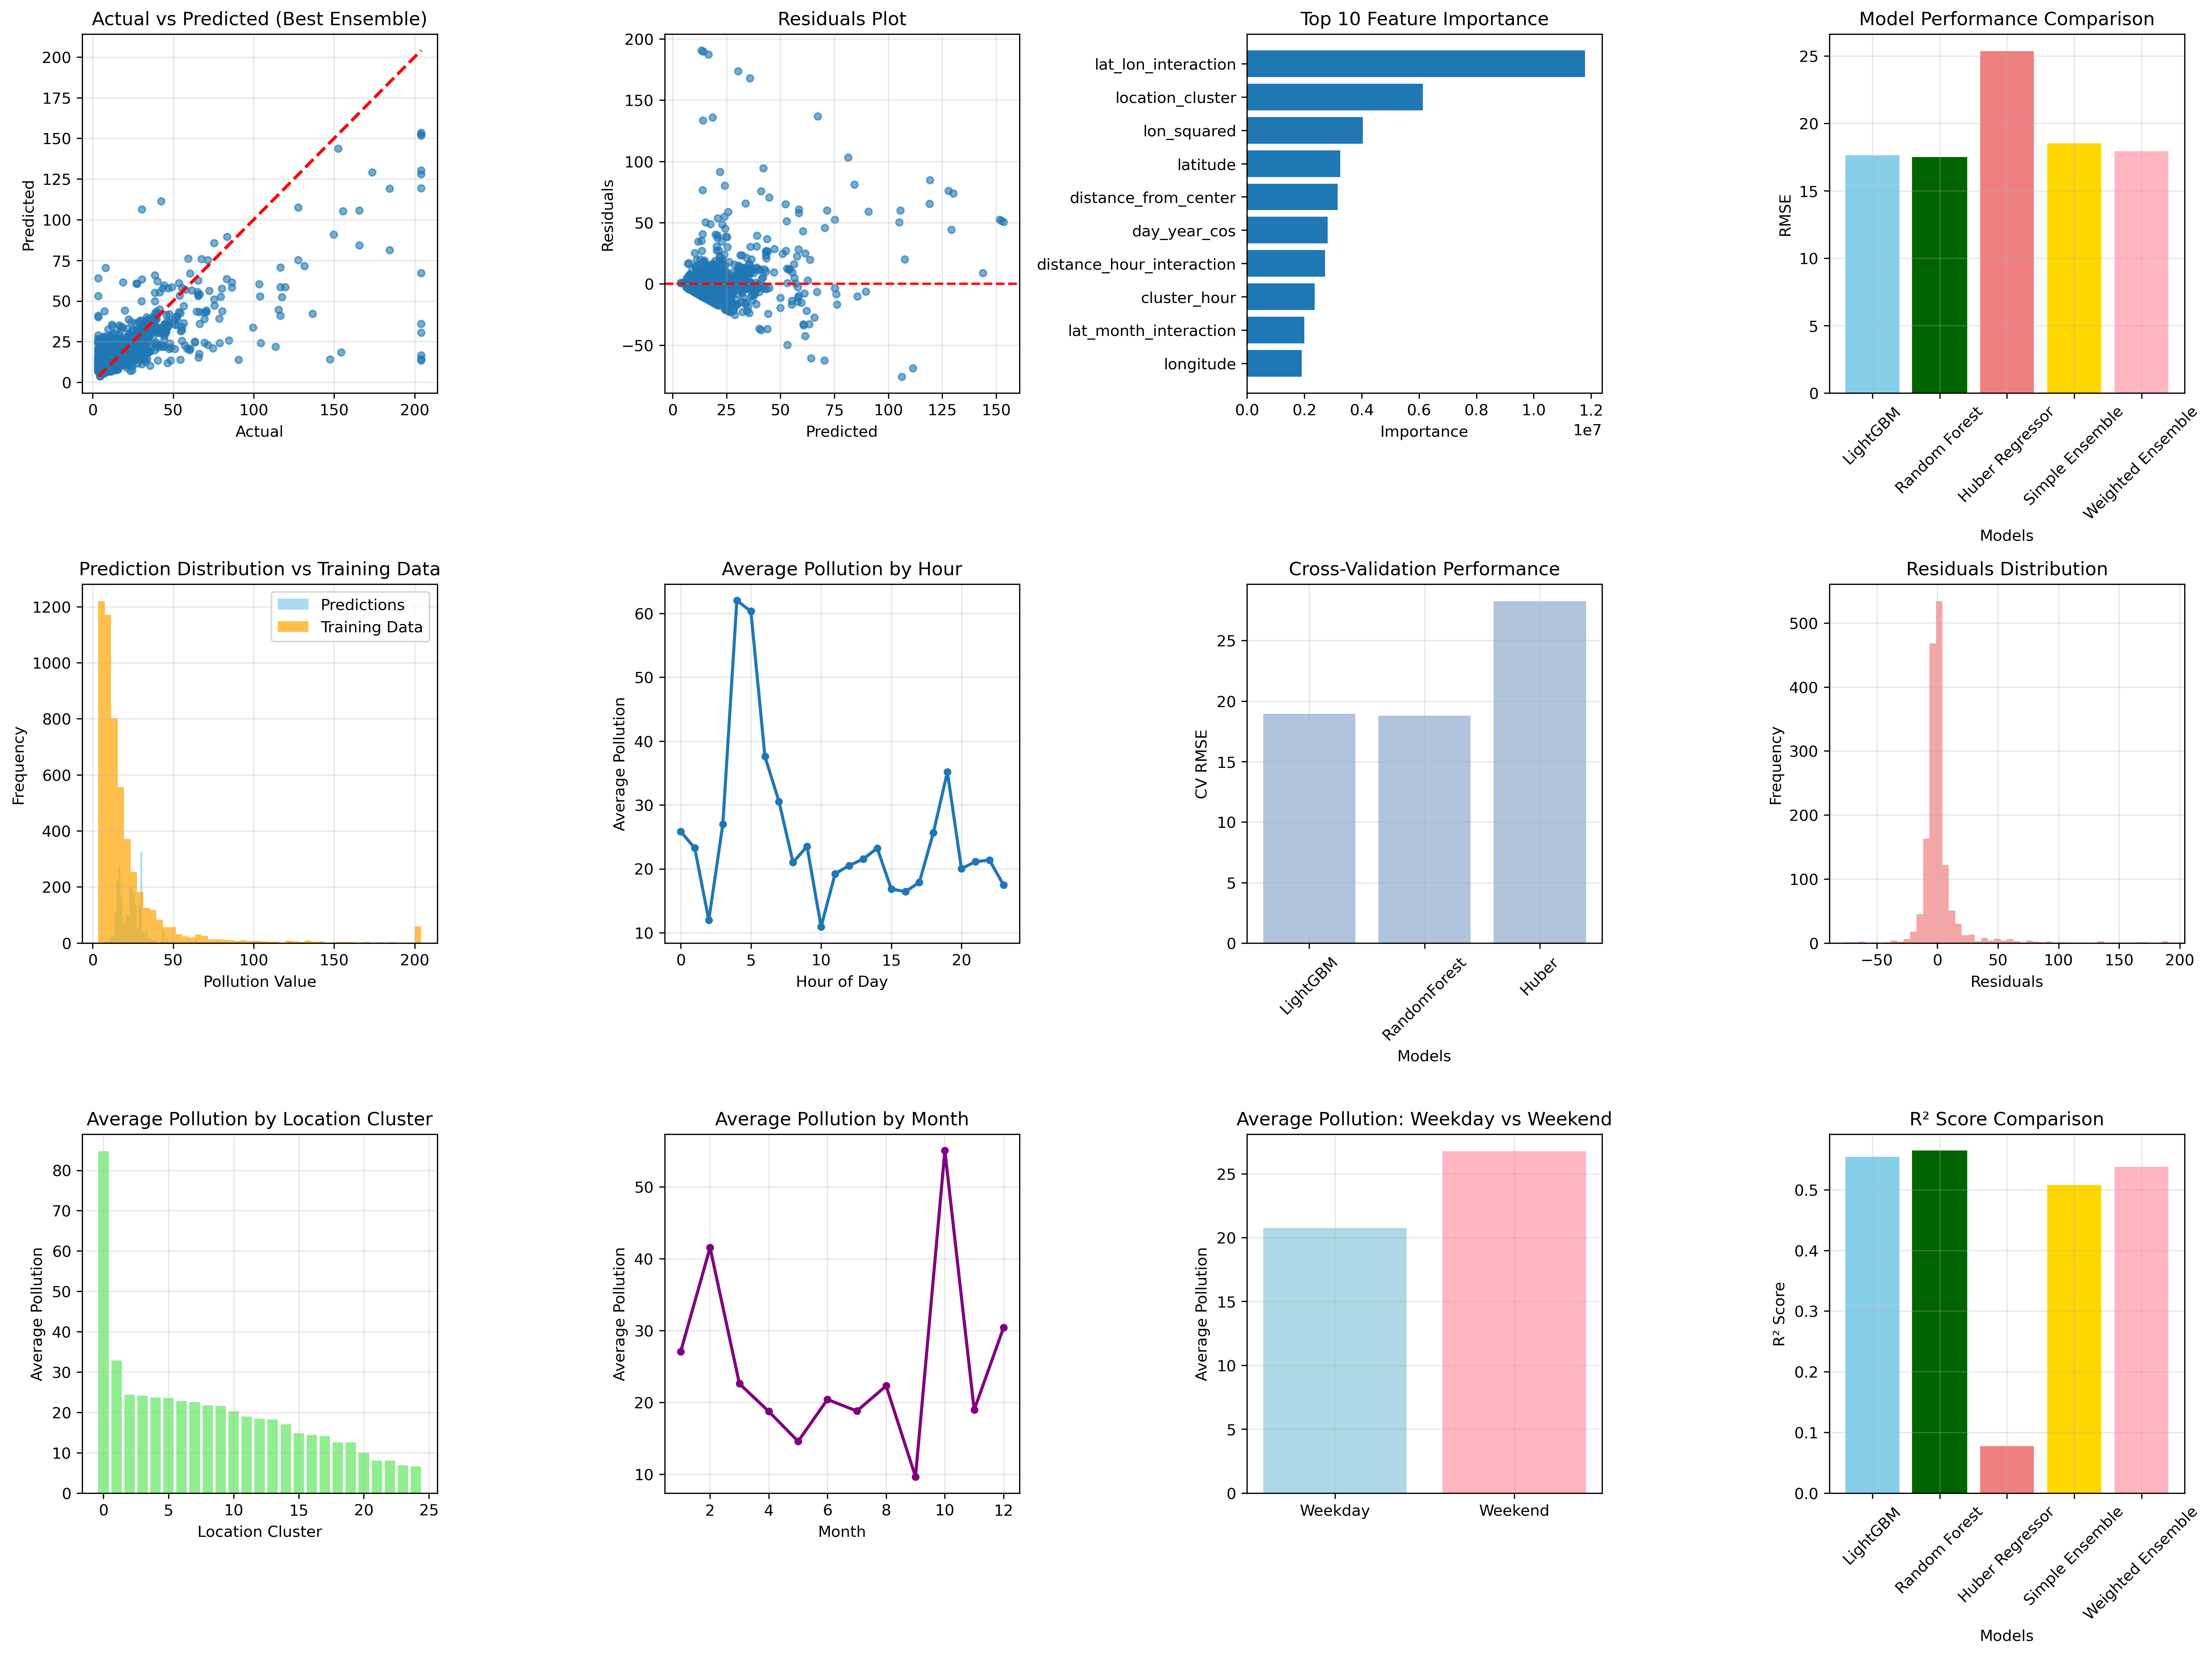 Actual vs Predicted (Best Ensemble)
200
175
150
125
100
75
50
25
0
Predicted
0 50 100 150 200
Actual
Residuals Plot
200
150
100
50
0
−50
Residuals
0 25 50 75 100 125 150
Predicted
Top 10 Feature Importance
lat_lon_interaction
location_cluster
lon_squared
latitude
distance_from_center
day_year_cos
distance_hour_interaction
cluster_hour
lat_month_interaction
longitude
0.0 0.2 0.4 0.6 0.8 1.0 1.2
Importance 1e7
Model Performance Comparison
25
20
15
10
5
0
RMSE
LightGBM
Random Forest
Huber Regressor
Simple Ensemble
Weighted Ensemble
Models
Prediction Distribution vs Training Data
Predictions
Training Data
1200
1000
800
600
400
200
0
Frequency
0 50 100 150 200
Pollution Value
Average Pollution by Hour
60
50
40
30
20
10
Average Pollution
0 5 10 15 20
Hour of Day
Cross-Validation Performance
25
20
15
10
5
0
CV RMSE
LightGBM
RandomForest
Huber
Models
Residuals Distribution
500
400
300
200
100
0
Frequency
−50 0 50 100 150 200
Residuals
Average Pollution by Location Cluster
80
70
60
50
40
30
20
10
0
Average Pollution
0 5 10 15 20 25
Location Cluster
Average Pollution by Month
50
40
30
20
10
Average Pollution
2 4 6 8 10 12
Month
Average Pollution: Weekday vs Weekend
25
20
15
10
5
0
Average Pollution
Weekday Weekend
R² Score Comparison
0.5
0.4
0.3
0.2
0.1
0.0
R² Score
LightGBM
Random Forest
Huber Regressor
Simple Ensemble
Weighted Ensemble
Models